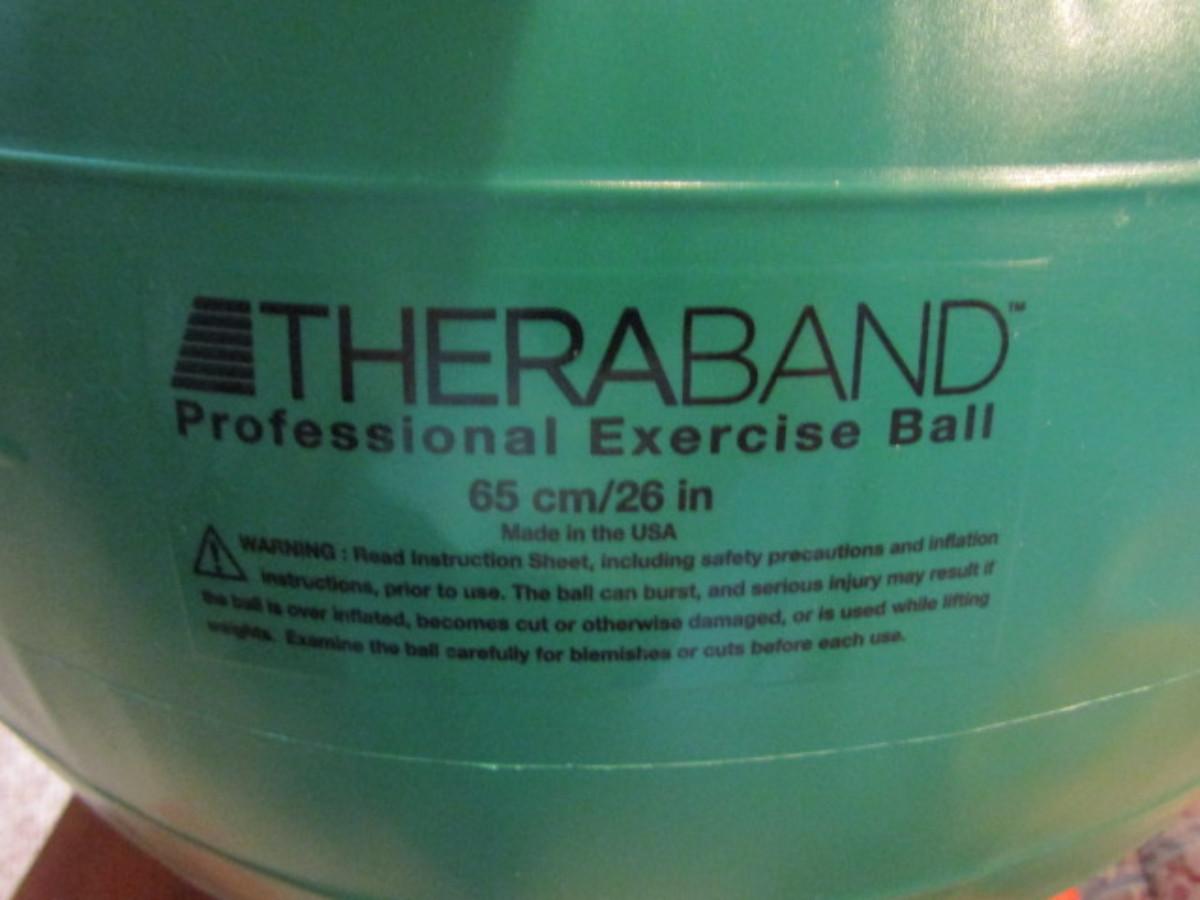 THERABAND™
Professional Exercise Ball
65 cm/26 in
Made in the USA
WARNING : Read Instruction Sheet, including safety precautions and inflation
instructions, prior to use. The ball can burst, and serious injury may result if
the ball is over inflated, becomes cut or otherwise damaged, or is used while lifting
weights. Examine the ball carefully for blemishes or cuts before each use.